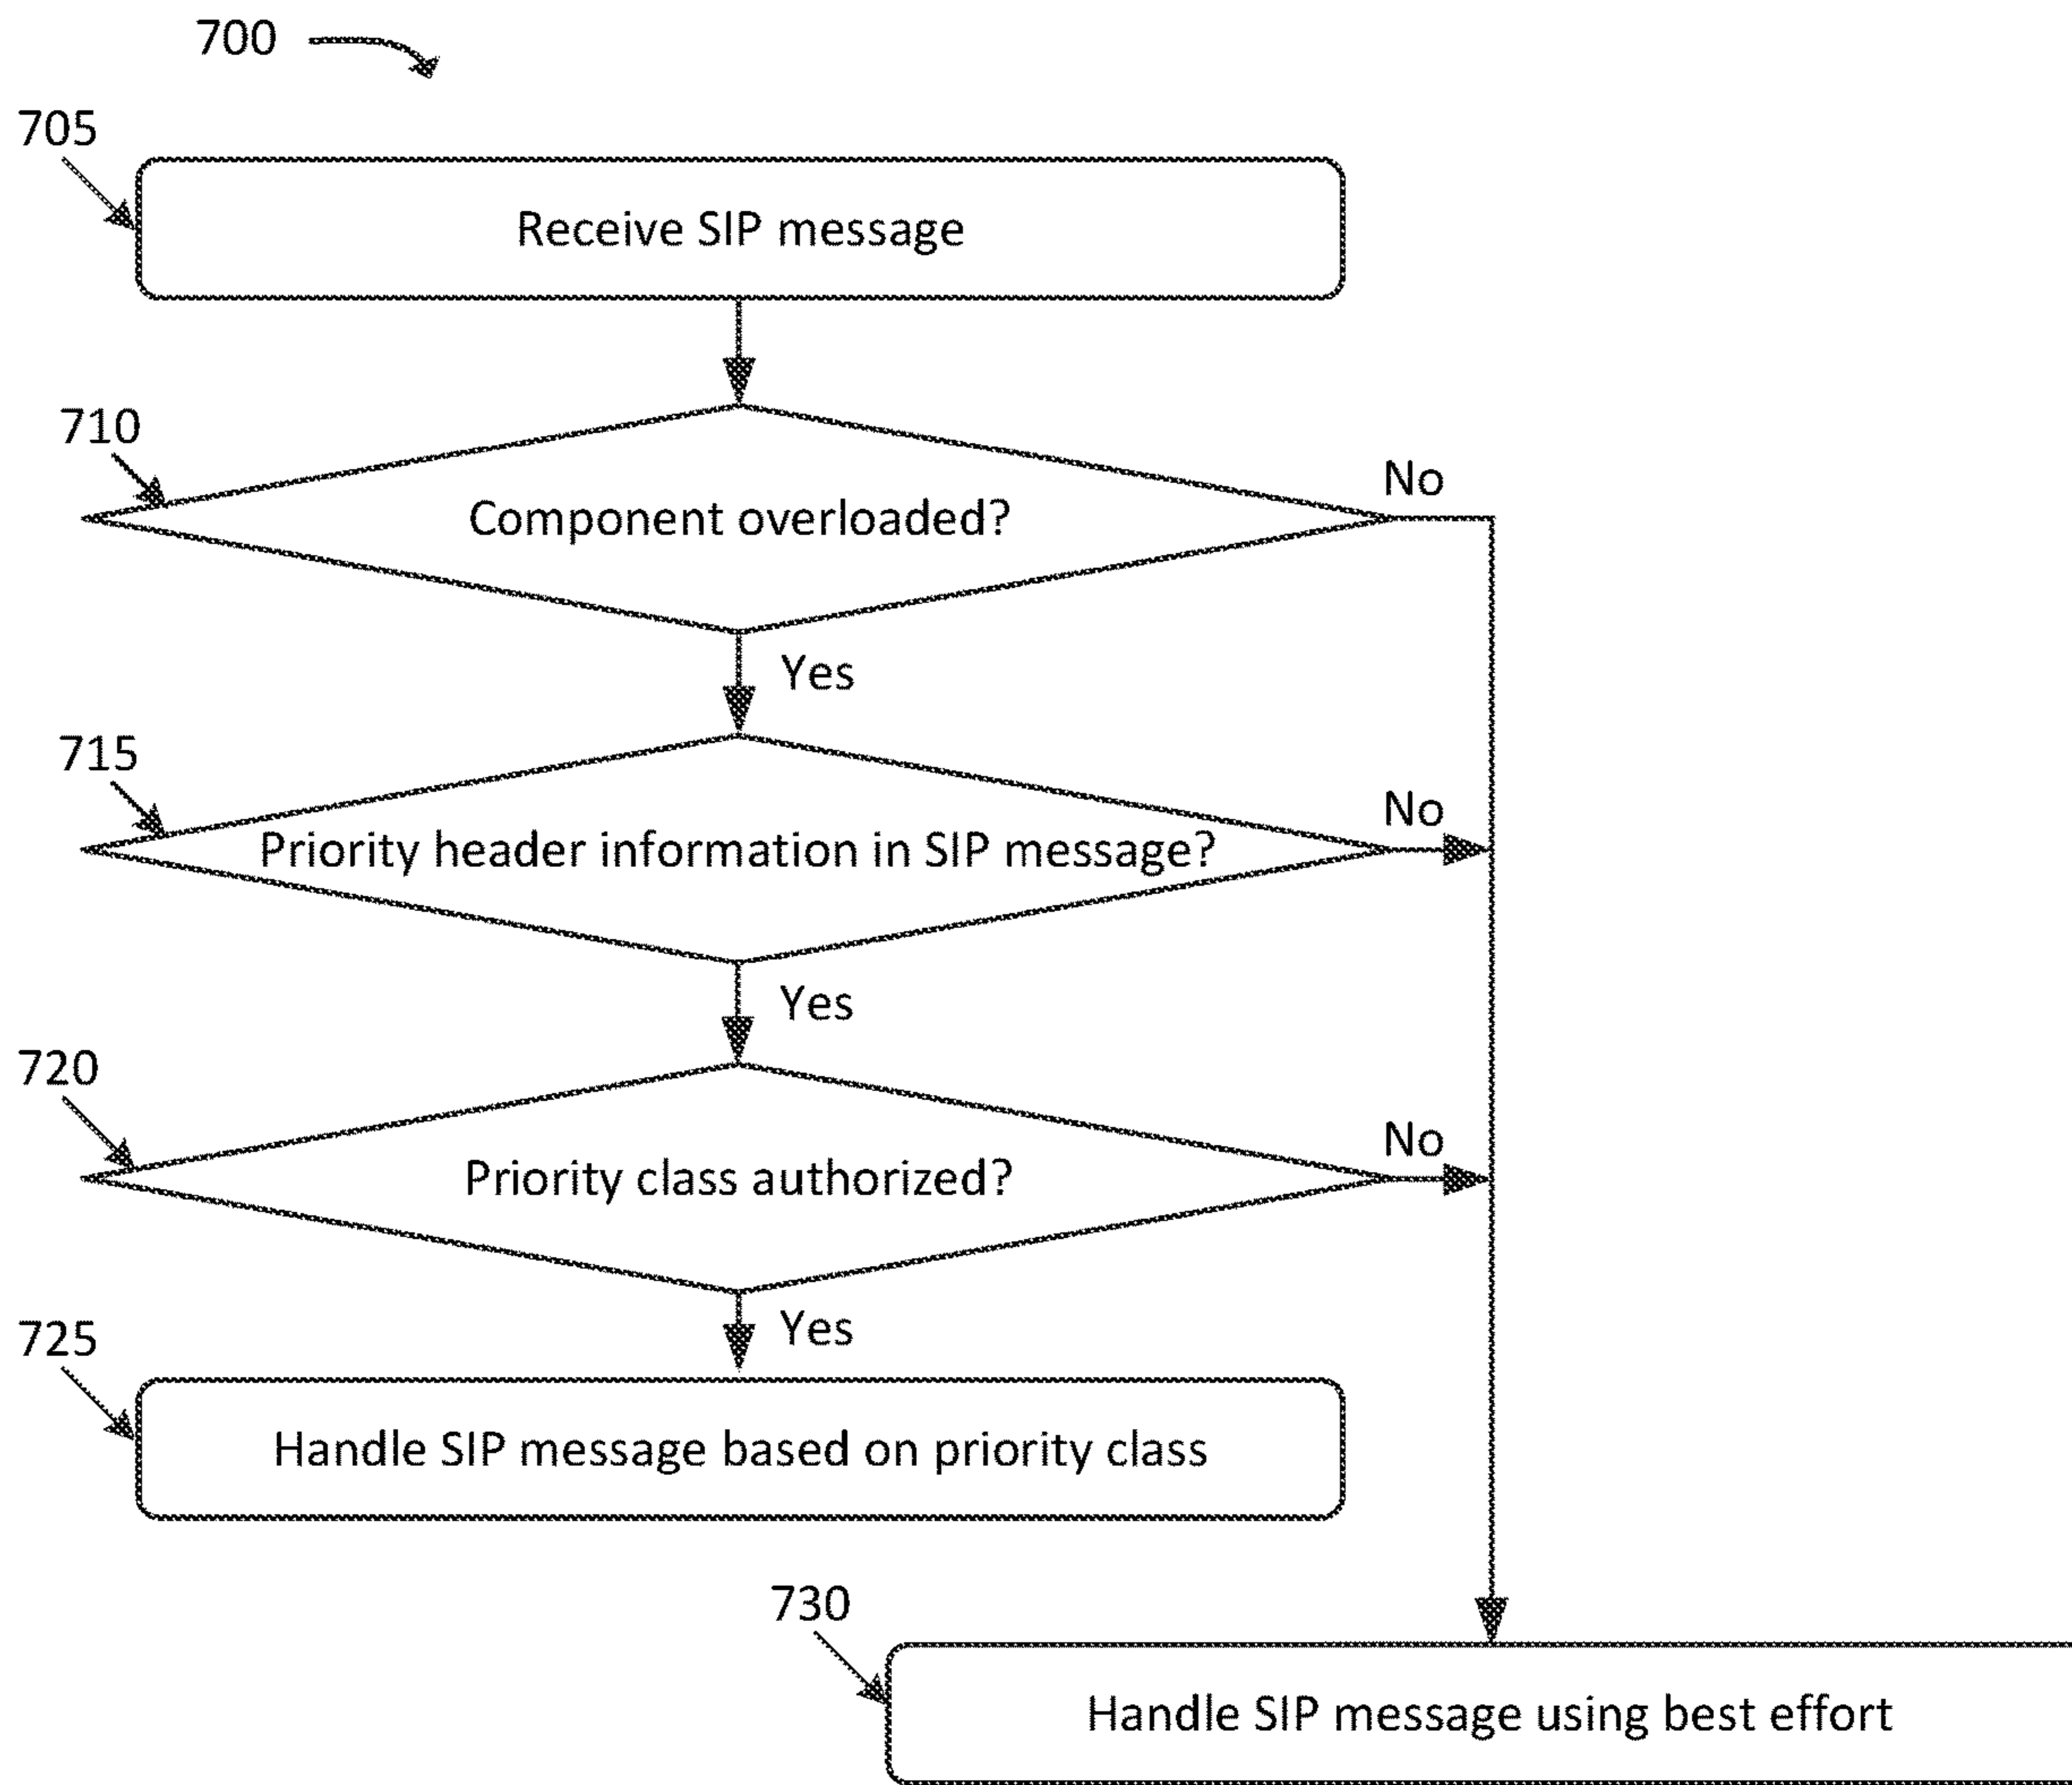 700
705
Receive SIP message
710
No
Component overloaded?
Yes
715
No
Priority header information in SIP message?
Yes
720
No
Priority class authorized?
Yes
725
Handle SIP message based on priority class
730
Handle SIP message using best effort